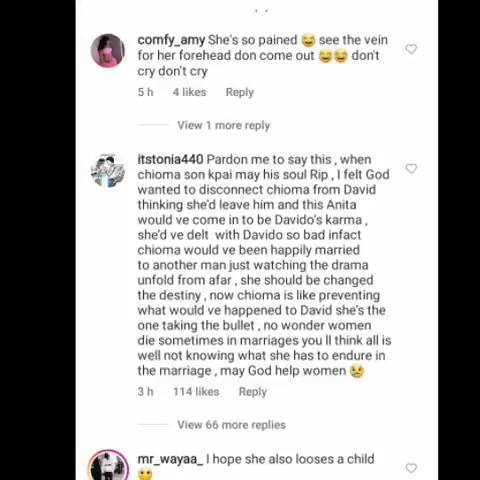 comfy_amy She's so pained 😂 see the vein
for her forehead don come out 😂😂 don't
cry don't cry
5 h 4 likes Reply
View 1 more reply
itstonia440 Pardon me to say this , when
chioma son kpai may his soul Rip , I felt God
wanted to disconnect chioma from David
thinking she'd leave him and this Anita
would ve come in to be Davido's karma ,
she'd ve delt with Davido so bad infact
chioma would ve been happily married
to another man just watching the drama
unfold from afar , she should be changed
the destiny , now chioma is like preventing
what would ve happened to David she's the
one taking the bullet , no wonder women
die sometimes in marriages you ll think all is
well not knowing what she has to endure in
the marriage , may God help women 😢
3 h 114 likes Reply
View 66 more replies
mr_wayaa_ I hope she also looses a child